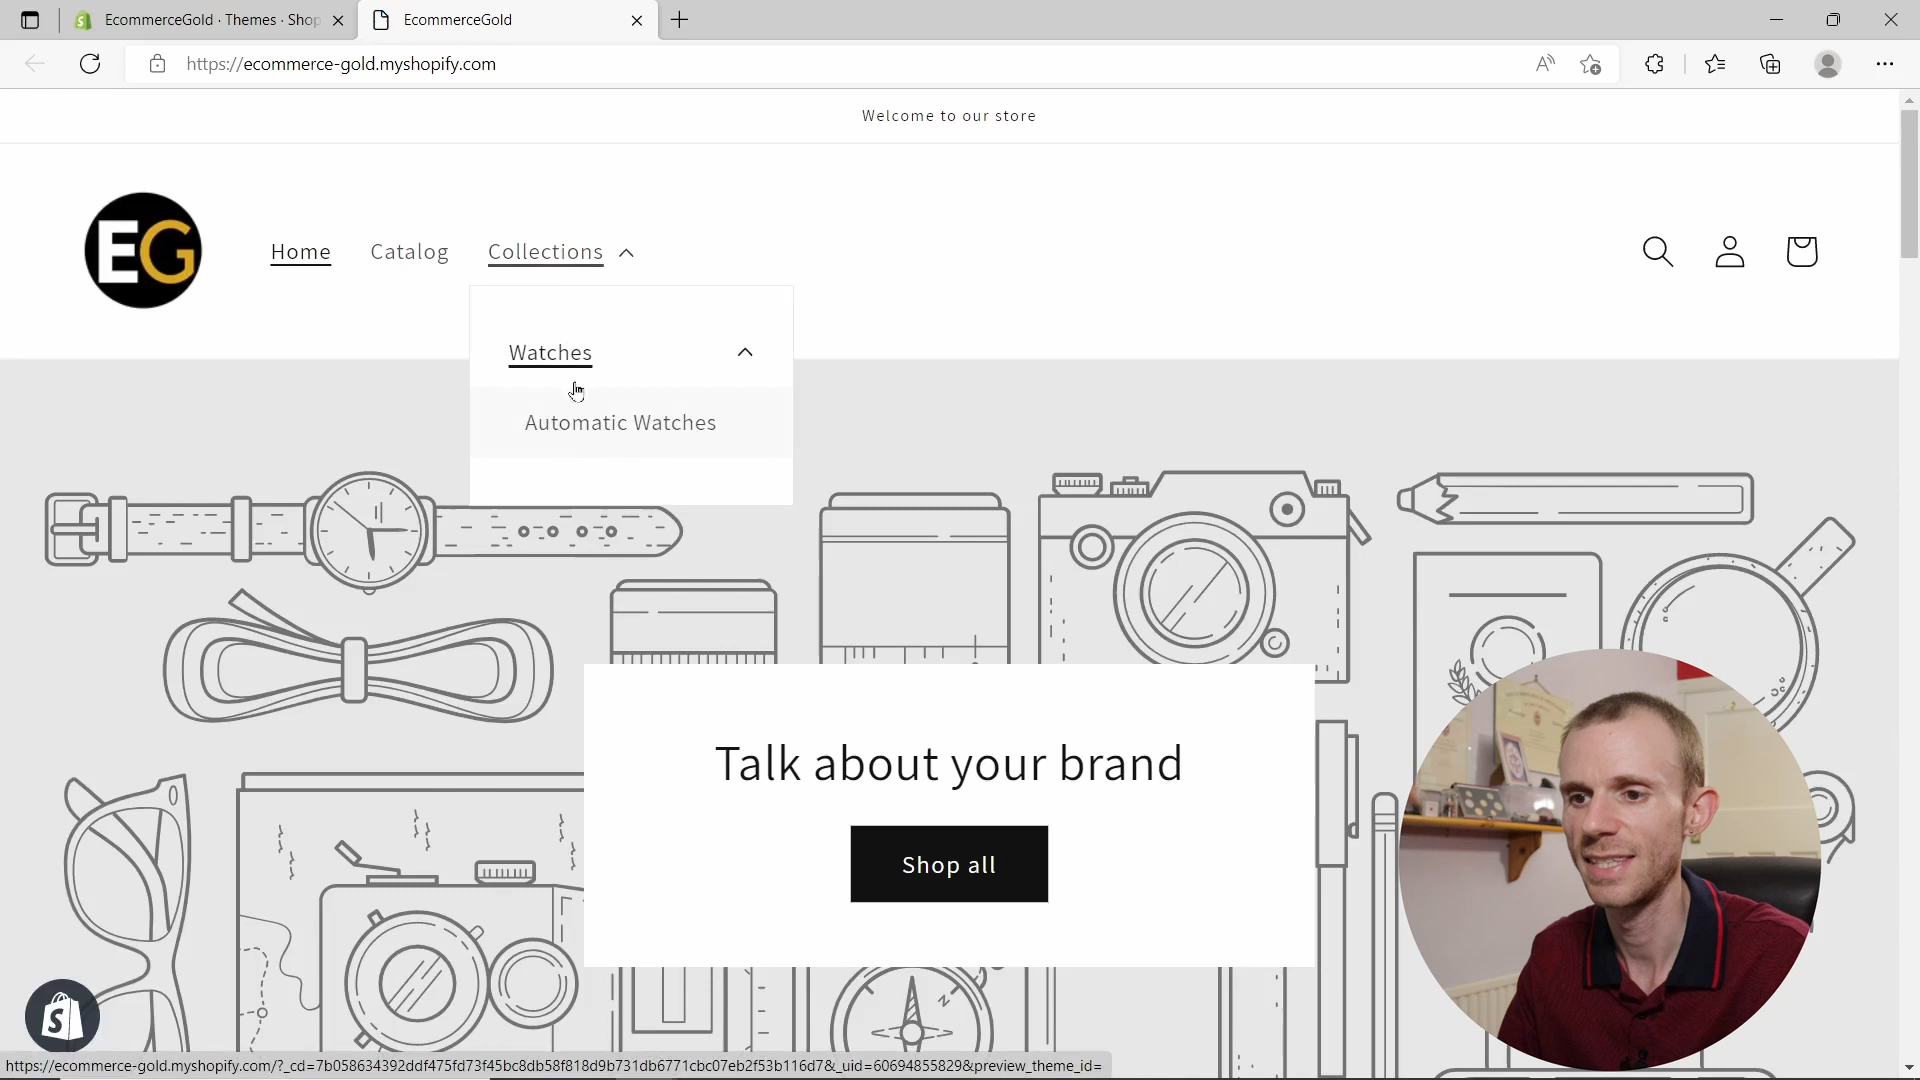 EcommerceGold · Themes · Shop
EcommerceGold
https://ecommerce-gold.myshopify.com
Welcome to our store
EG
Home
Catalog
Collections
Watches
Automatic Watches
Talk about your brand
Shop all
N
https://ecommerce-gold.myshopify.com/?_cd=7b058634392ddf475fd73f45bc8db58f818d9b731db6771cbc07eb2f53b116d7&_uid=60694855829&preview_theme_id=